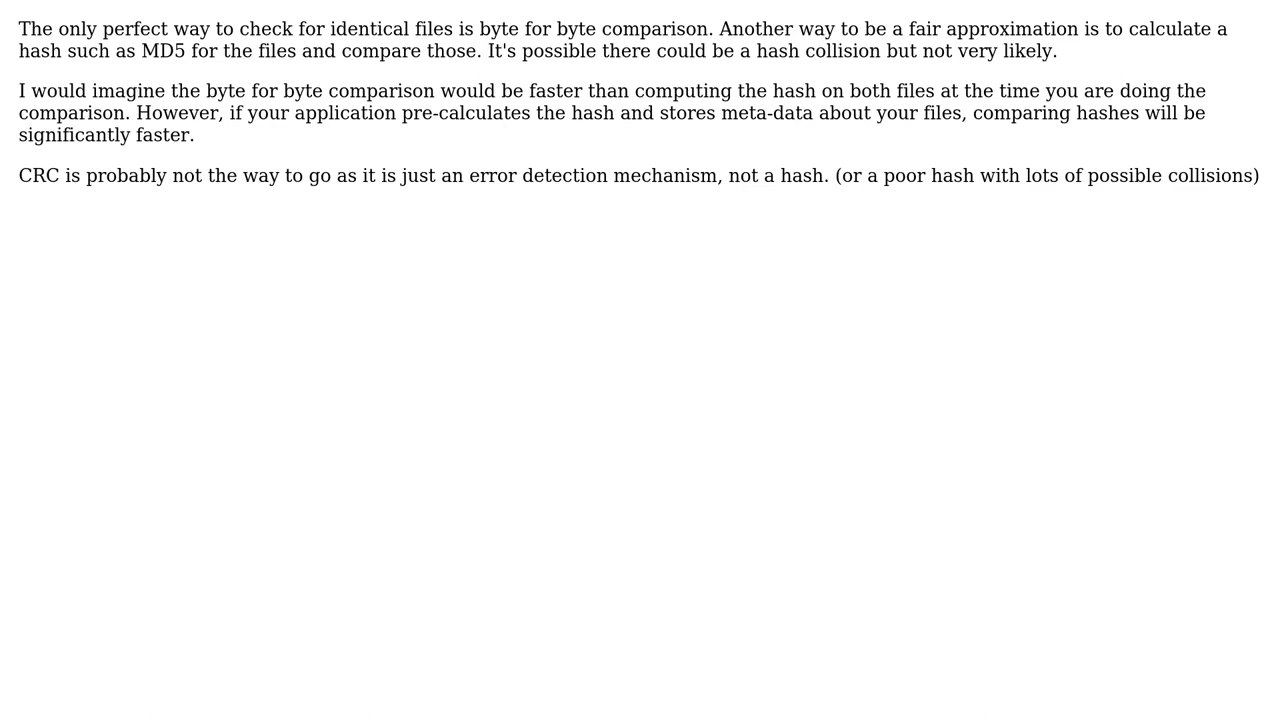 The only perfect way to check for identical files is byte for byte comparison. Another way to be a fair approximation is to calculate a
hash such as MD5 for the files and compare those. It's possible there could be a hash collision but not very likely.
I would imagine the byte for byte comparison would be faster than computing the hash on both files at the time you are doing the
comparison. However, if your application pre-calculates the hash and stores meta-data about your files, comparing hashes will be
significantly faster.
CRC is probably not the way to go as it is just an error detection mechanism, not a hash. (or a poor hash with lots of possible collisions)